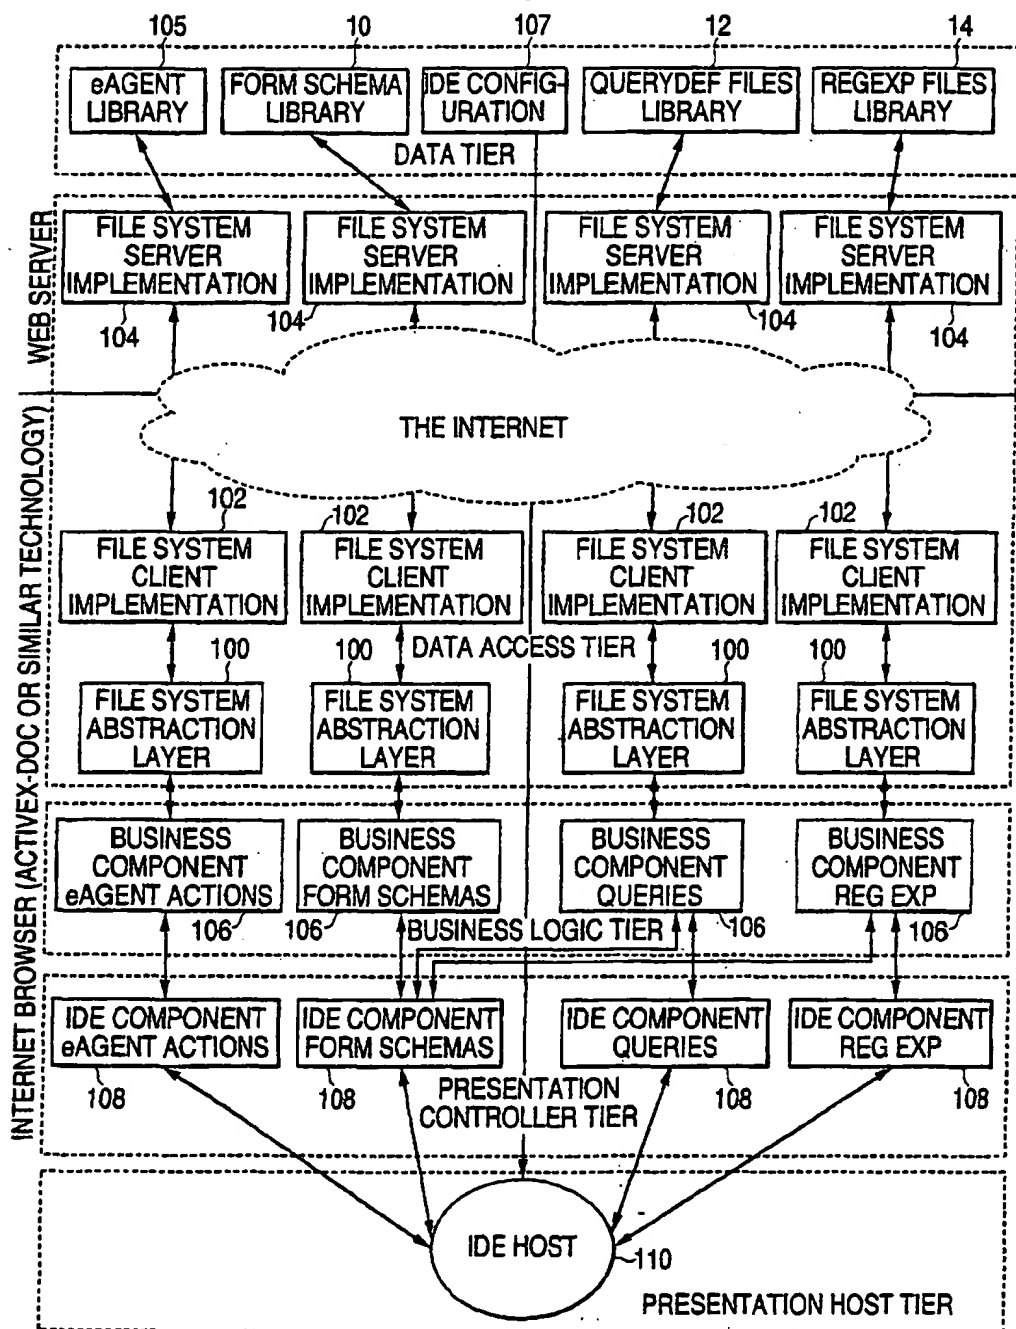 105
10
107
12
14
eAGENT
LIBRARY
FORM SCHEMA
LIBRARY
IDE CONFIG-
URATION
QUERYDEF FILES
LIBRARY
REGEXP FILES
LIBRARY
DATA TIER
WEB SERVER
FILE SYSTEM
SERVER
IMPLEMENTATION
FILE SYSTEM
SERVER
IMPLEMENTATION
FILE SYSTEM
SERVER
IMPLEMENTATION
FILE SYSTEM
SERVER
IMPLEMENTATION
104
104
104
104
THE INTERNET
INTERNET BROWSER (ACTIVEX-DOC OR SIMILAR TECHNOLOGY)
102
102
102
102
FILE SYSTEM
CLIENT
IMPLEMENTATION
FILE SYSTEM
CLIENT
IMPLEMENTATION
FILE SYSTEM
CLIENT
IMPLEMENTATION
FILE SYSTEM
CLIENT
IMPLEMENTATION
DATA ACCESS TIER
100
100
100
100
FILE SYSTEM
ABSTRACTION
LAYER
FILE SYSTEM
ABSTRACTION
LAYER
FILE SYSTEM
ABSTRACTION
LAYER
FILE SYSTEM
ABSTRACTION
LAYER
BUSINESS
COMPONENT
eAGENT ACTIONS
BUSINESS
COMPONENT
FORM SCHEMAS
BUSINESS
COMPONENT
QUERIES
BUSINESS
COMPONENT
REG EXP
106
106
106
106
BUSINESS LOGIC TIER
IDE COMPONENT
eAGENT ACTIONS
IDE COMPONENT
FORM SCHEMAS
IDE COMPONENT
QUERIES
IDE COMPONENT
REG EXP
108
108
108
108
PRESENTATION
CONTROLLER TIER
IDE HOST
110
PRESENTATION HOST TIER